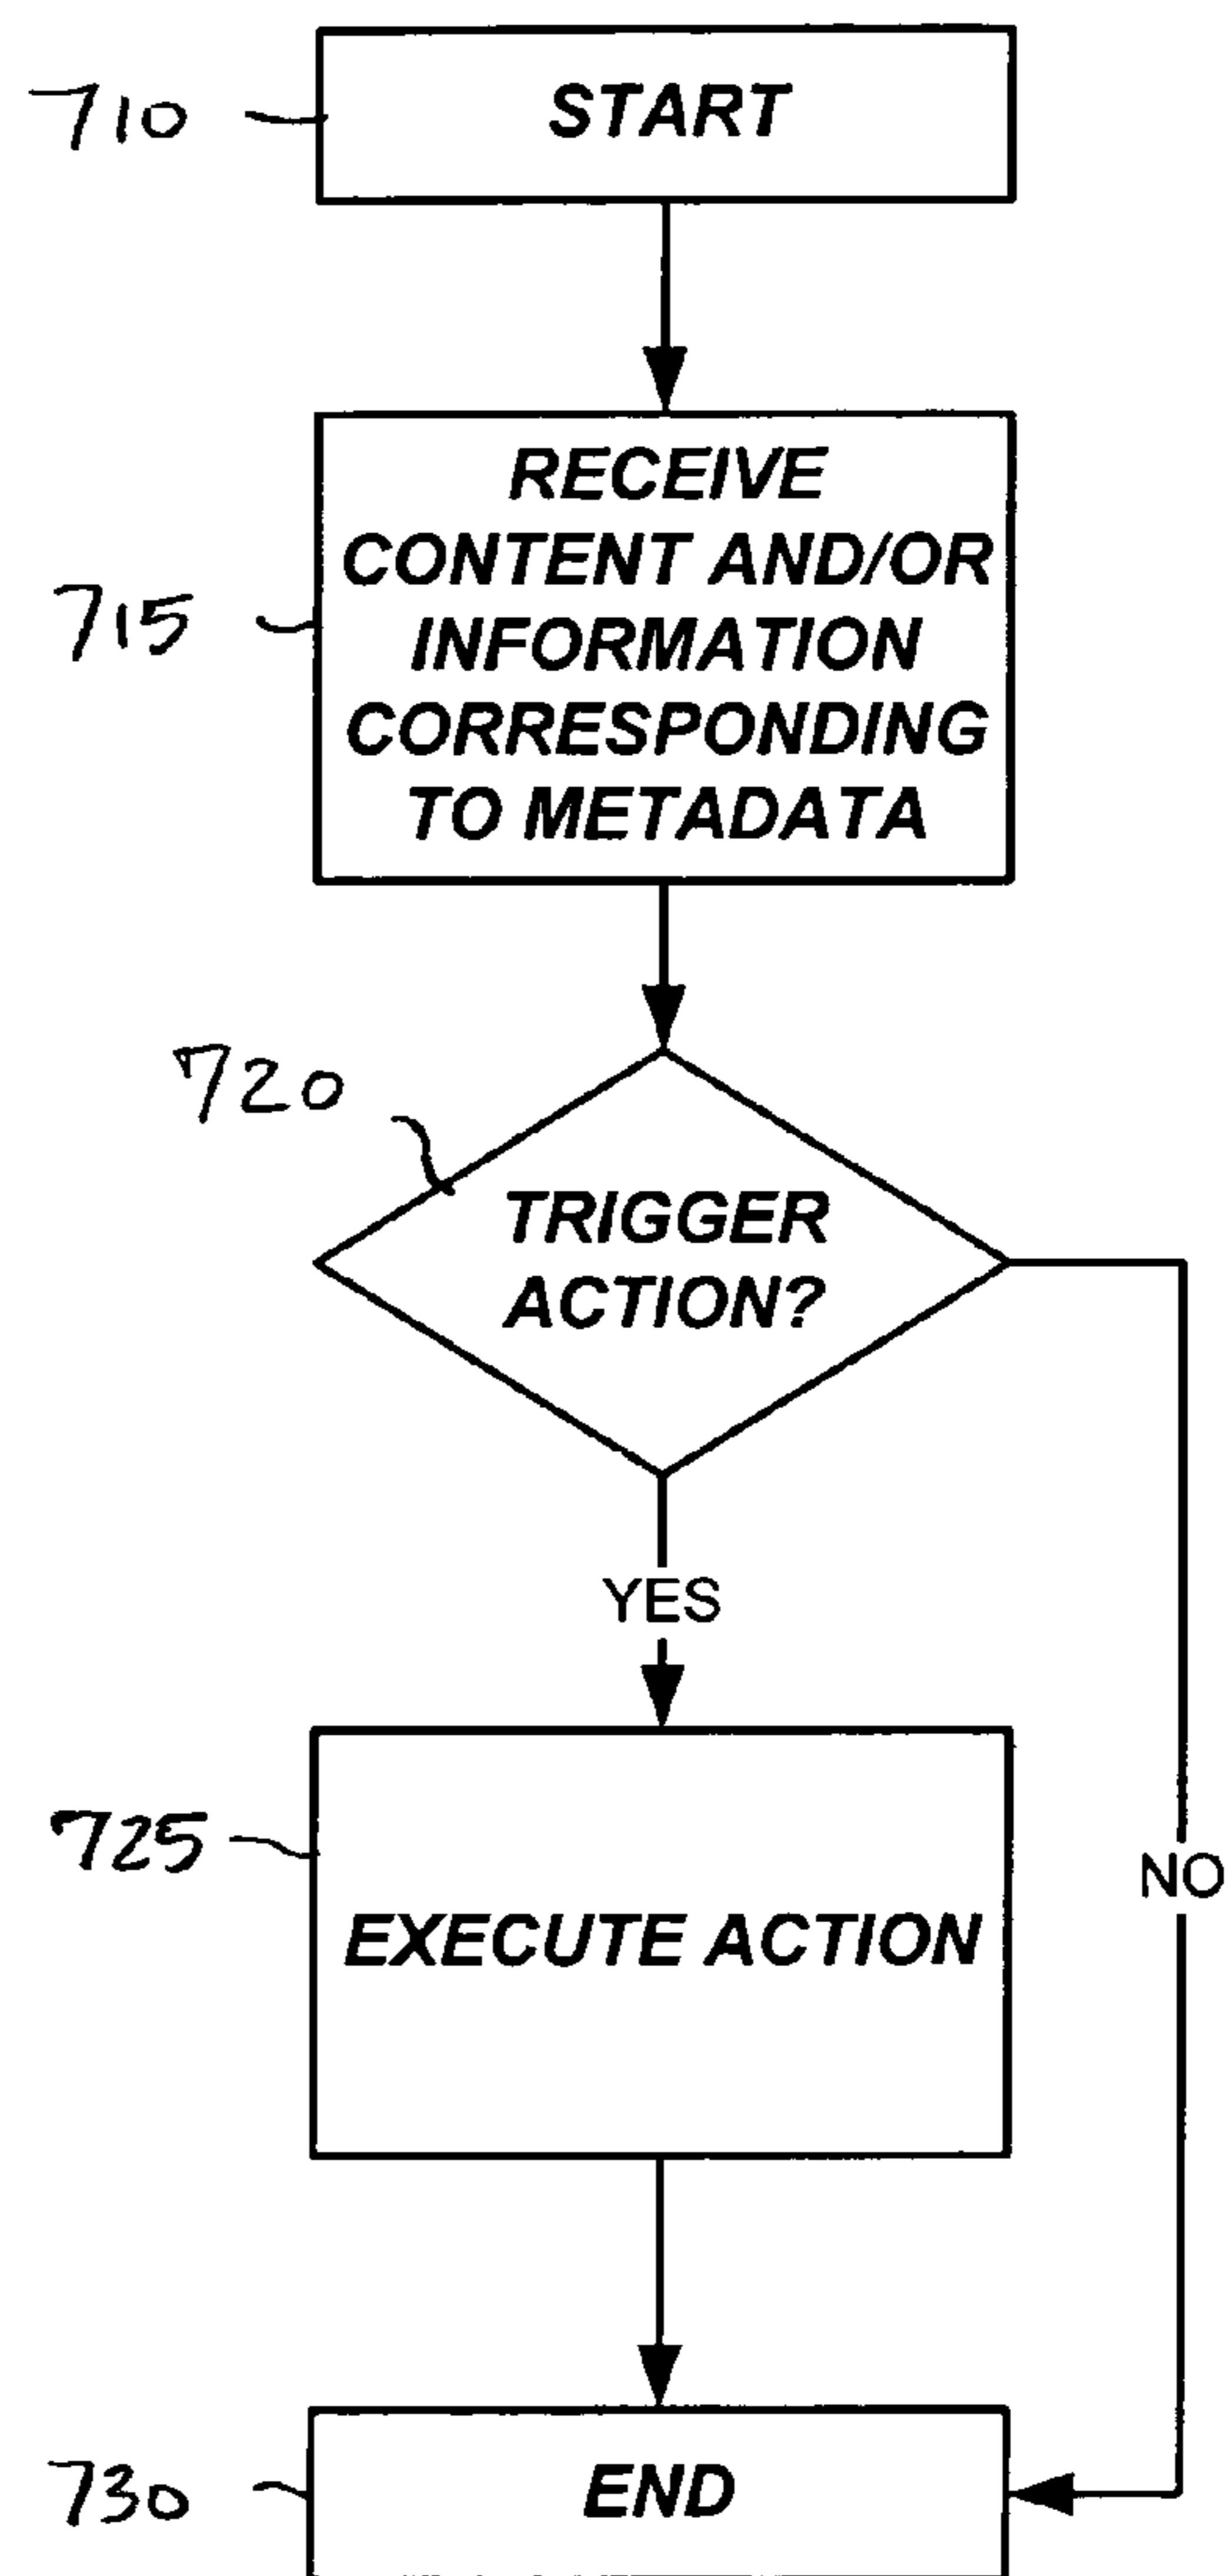 710
START
715
RECEIVE
CONTENT AND/OR
INFORMATION
CORRESPONDING
TO METADATA
720
TRIGGER
ACTION?
YES
725
EXECUTE ACTION
NO
730
END